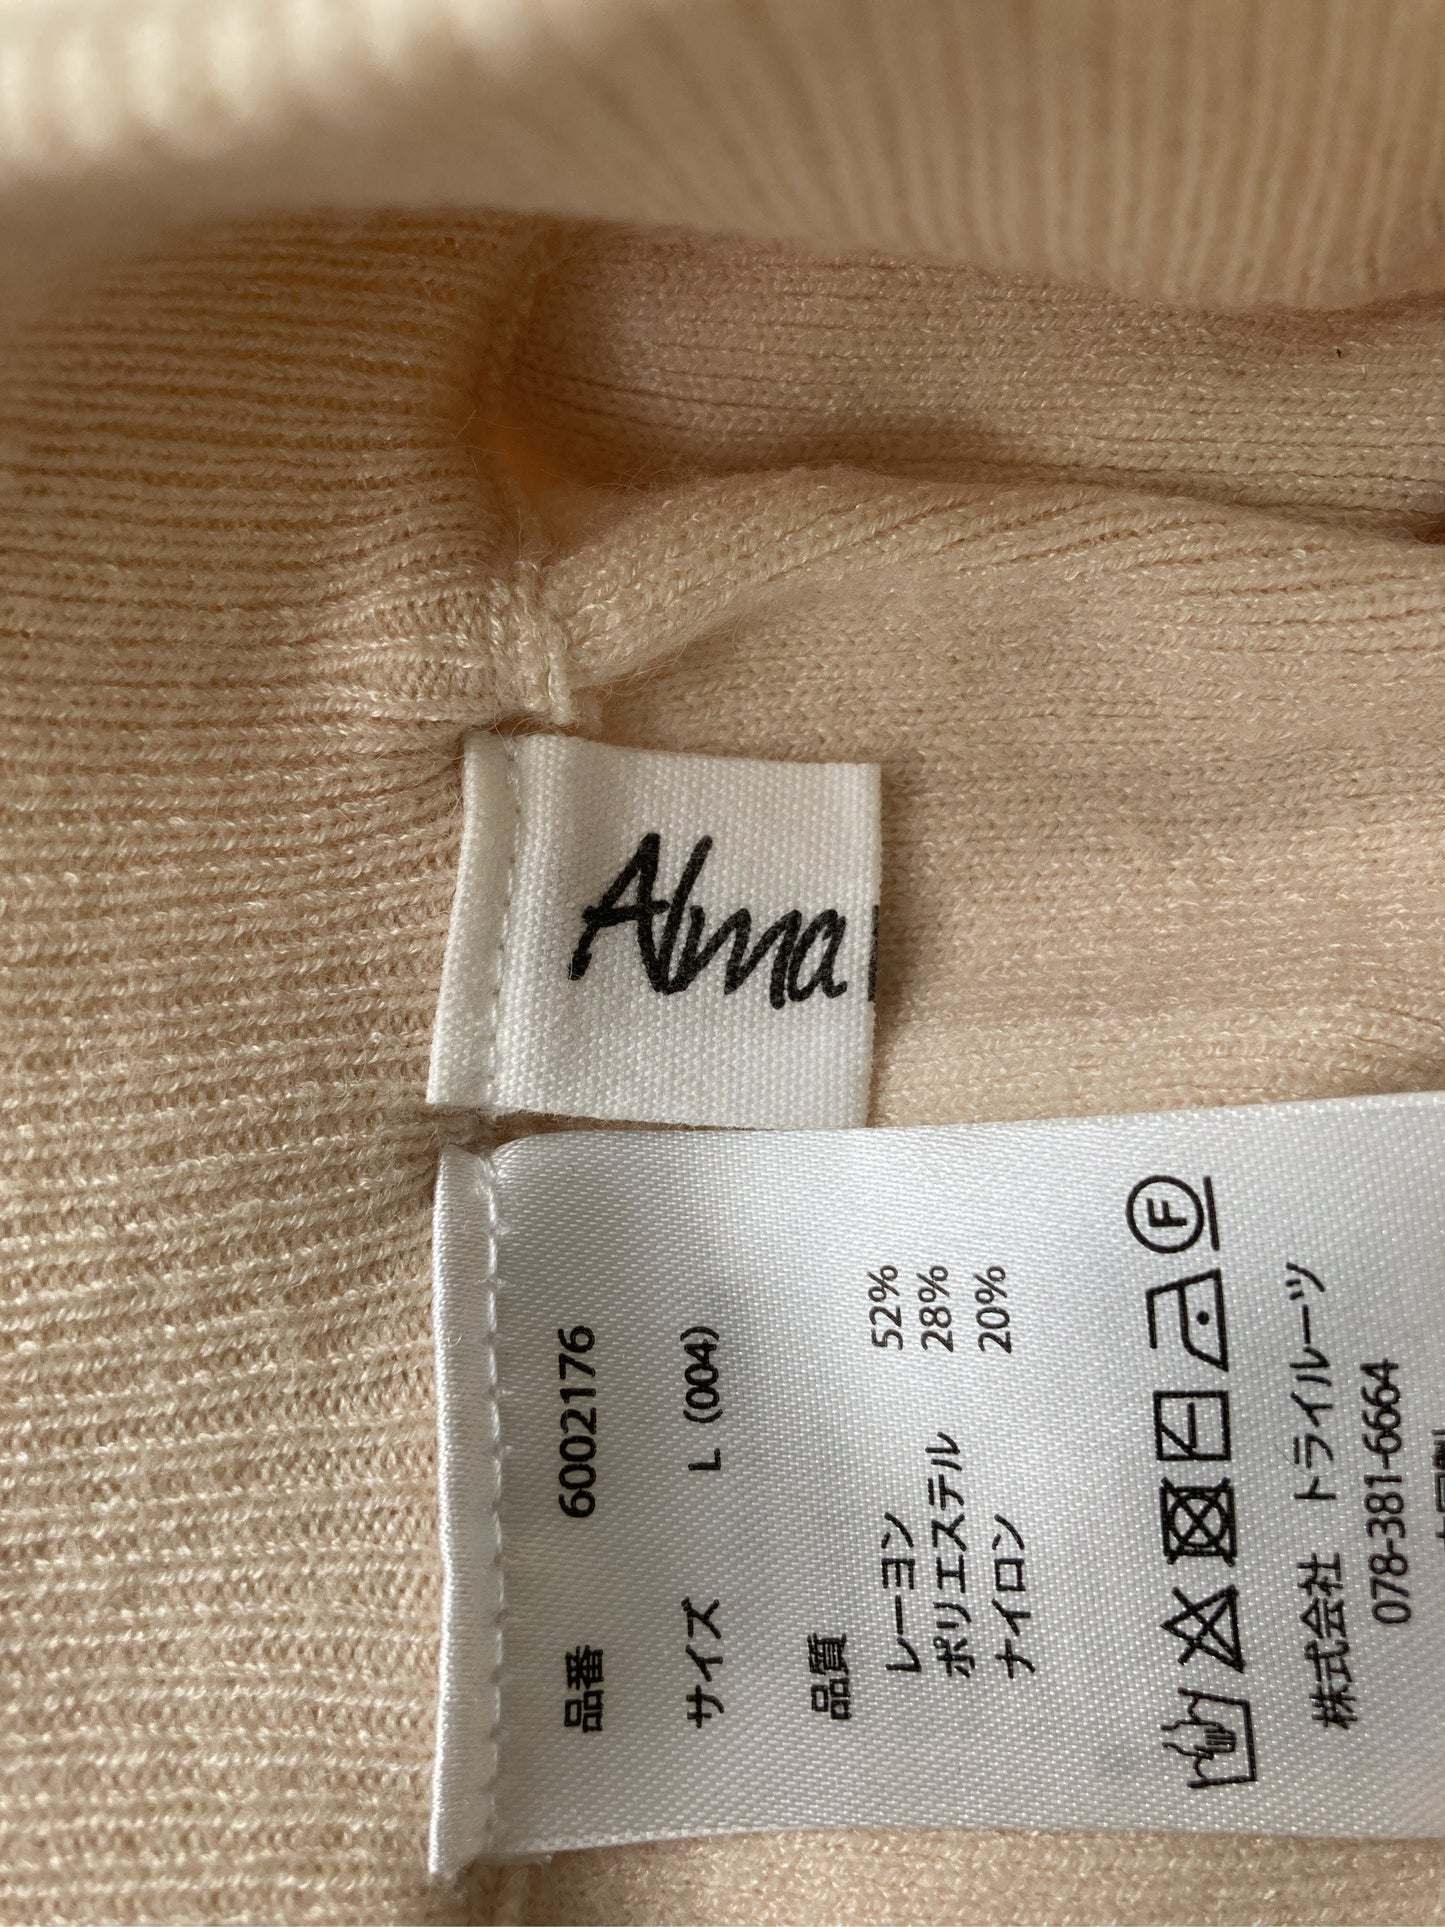 Alma
品番 6002176
サイズ L (004)
品質
レーヨン 52%
ポリエステル 28%
ナイロン 20%
F
株式会社 トライルーツ
078-381-6664